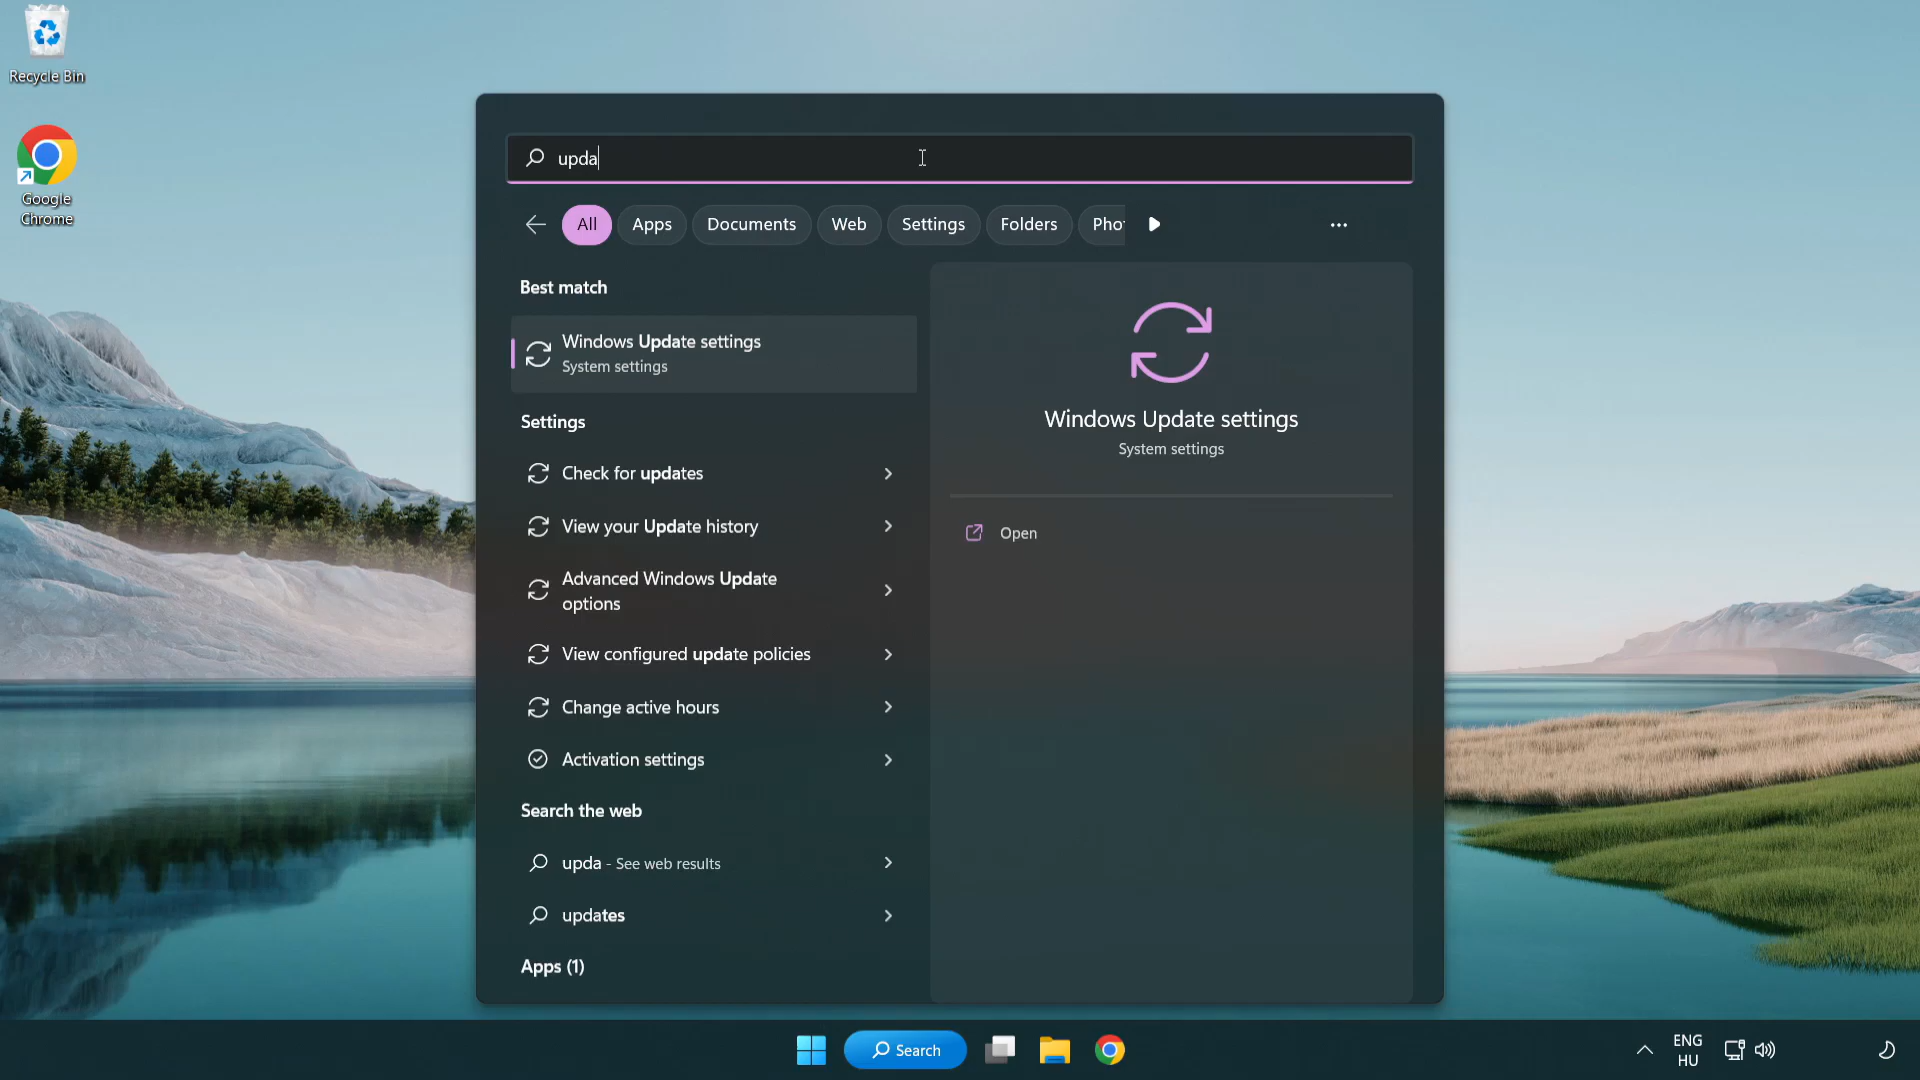 Recycle Bin
Google
Chrome
upda
All
Apps
Documents
Web
Settings
Folders
Pho
Best match
Windows Update settings
System settings
Settings
Check for updates
View your Update history
Advanced Windows Update
options
View configured update policies
Change active hours
Activation settings
Search the web
upda - See web results
updates
Apps (1)
Windows Update settings
System settings
Open
Search
ENG
HU